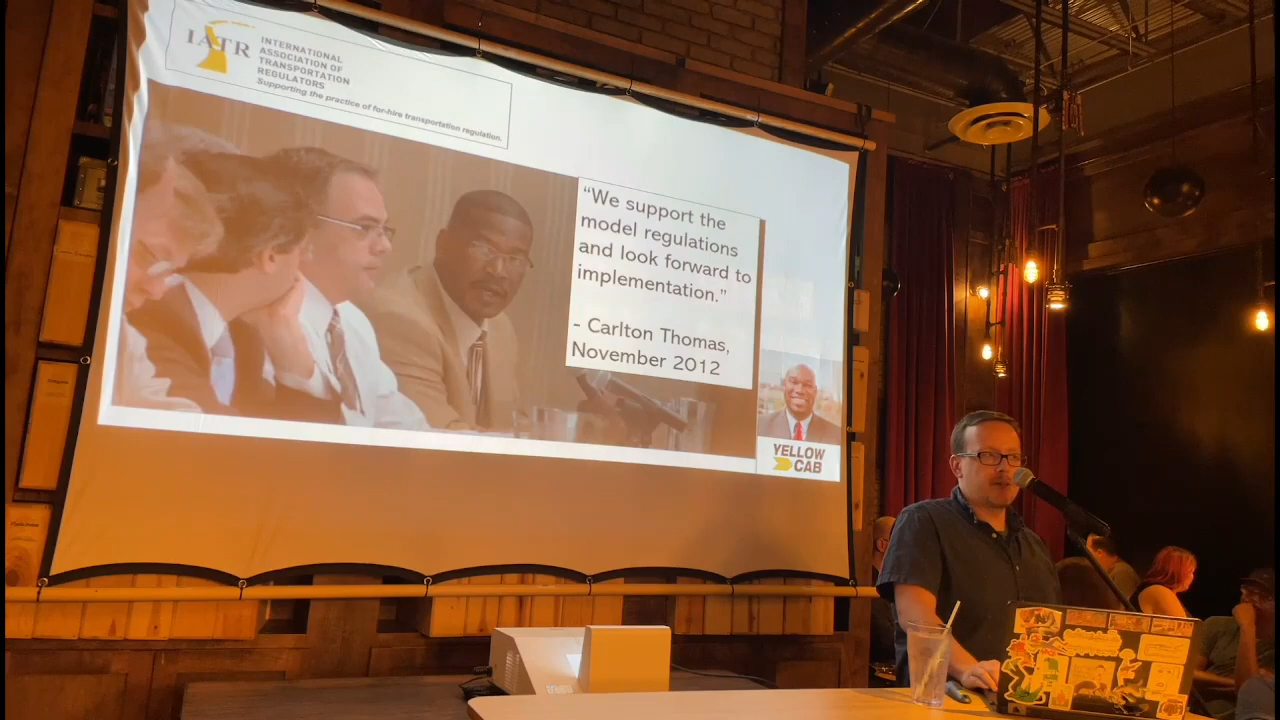 IATR
INTERNATIONAL
ASSOCIATION OF
TRANSPORTATION
REGULATORS
Supporting the practice of for-hire transportation regulation.
“We support the
model regulations
and look forward to
implementation.”
- Carlton Thomas,
November 2012
YELLOW
CAB